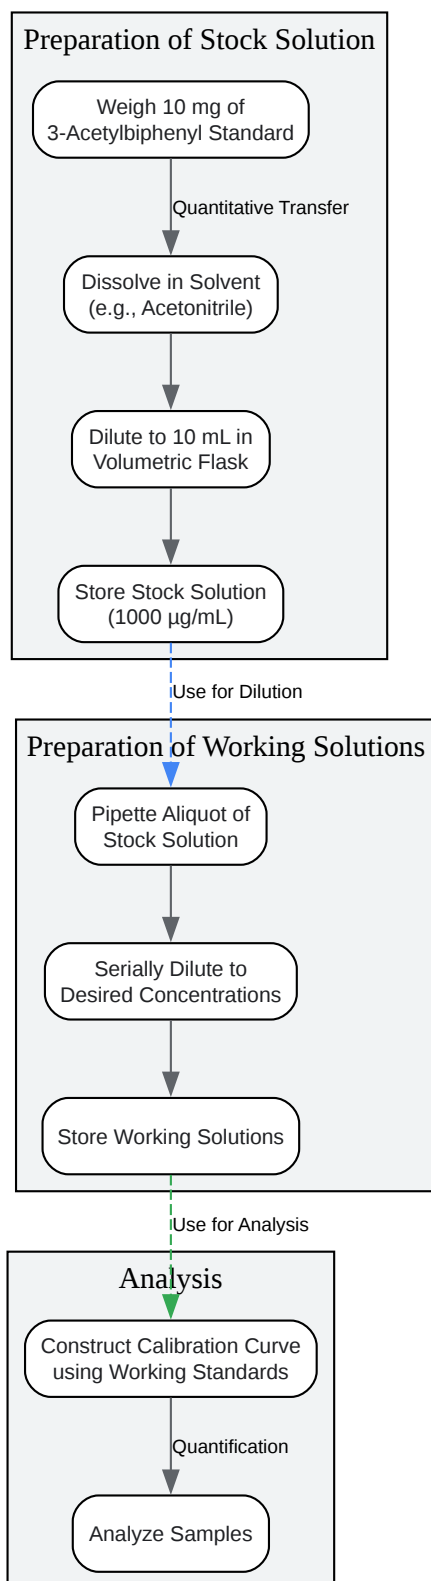 Preparation of Stock Solution
Weigh 10 mg of
3-Acetylbiphenyl Standard
Quantitative Transfer
Dissolve in Solvent
(e.g., Acetonitrile)
Dilute to 10 mL in
Volumetric Flask
Store Stock Solution
(1000 µg/mL)
Use for Dilution
Preparation of Working Solutions
Pipette Aliquot of
Stock Solution
Serially Dilute to
Desired Concentrations
Store Working Solutions
Use for Analysis
Analysis
Construct Calibration Curve
using Working Standards
Quantification
Analyze Samples